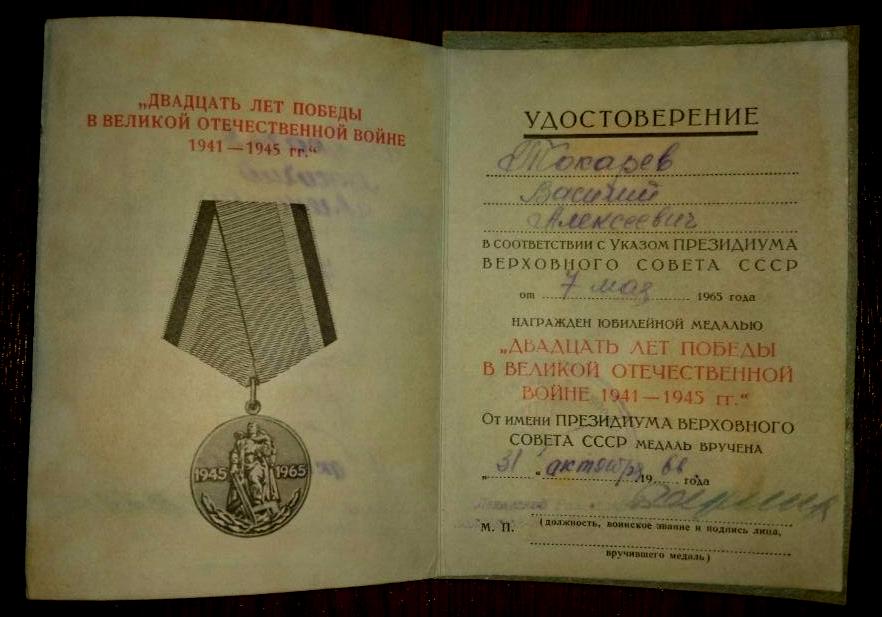 „ДВАДЦАТЬ ЛЕТ ПОБЕДЫ
В ВЕЛИКОЙ ОТЕЧЕСТВЕННОЙ ВОЙНЕ
1941—1945 гг.“
1945 1965
УДОСТОВЕРЕНИЕ
Токарев
Василий
Алексеевич
В СООТВЕТСТВИИ С УКАЗОМ ПРЕЗИДИУМА
ВЕРХОВНОГО СОВЕТА СССР
от 7 мая 1965 года
НАГРАЖДЕН ЮБИЛЕЙНОЙ МЕДАЛЬЮ
„ДВАДЦАТЬ ЛЕТ ПОБЕДЫ
В ВЕЛИКОЙ ОТЕЧЕСТВЕННОЙ
ВОЙНЕ 1941—1945 гг.“
ОТ ИМЕНИ ПРЕЗИДИУМА ВЕРХОВНОГО
СОВЕТА СССР МЕДАЛЬ ВРУЧЕНА
„31“ октября 1966 года
М. П. (должность, воинское звание и подпись лица,
вручившего медаль)